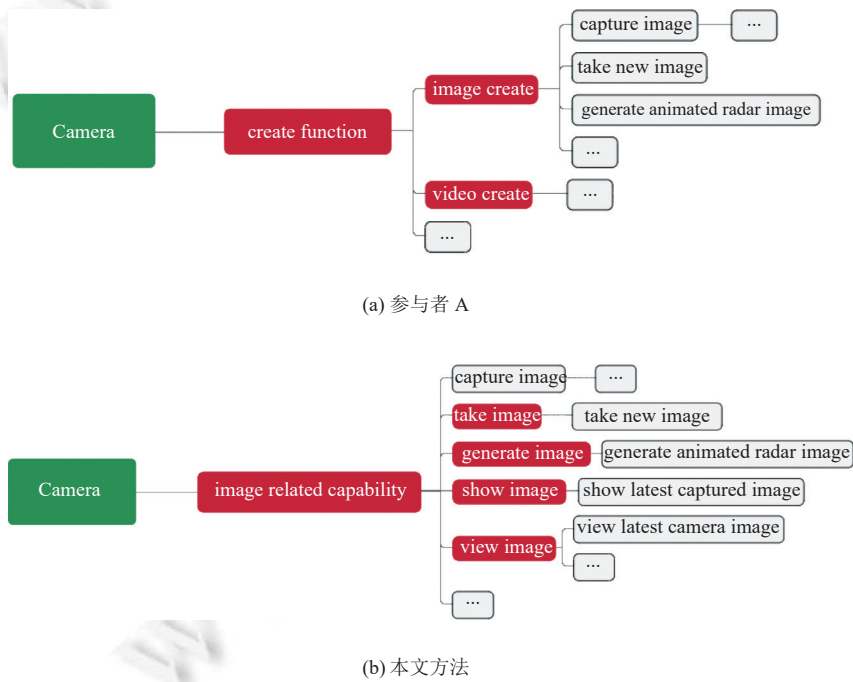 capture image
...
take new image
image create
generate animated radar image
Camera
create function
...
video create
...
...
(a) 参与者 A
capture image
...
take image
take new image
generate image
generate animated radar image
Camera
image related capability
show image
show latest captured image
view latest camera image
view image
...
...
(b) 本文方法